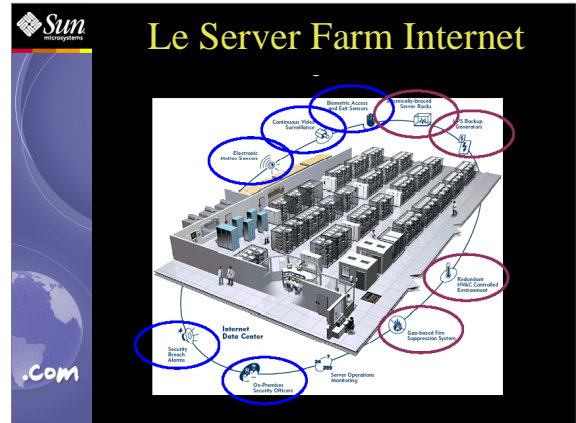 Sun
microsystems
Le Server Farm Internet
Biometric Access
and Exit Sensors
Seismically-braced
Server Racks
Continuous Video
Surveillance
UPS Backup
Generators
Electronic
Motion Sensors
Redundant
HVAC Controlled
Environment
Gas-based Fire
Suppression System
Internet
Data Center
Security
Breach
Alarms
On-Premises
Security Officers
24 7
365
Server Operations
Monitoring
.com